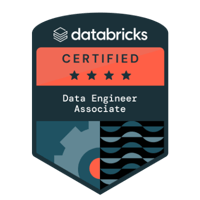 databricks
CERTIFIED
Data Engineer
Associate